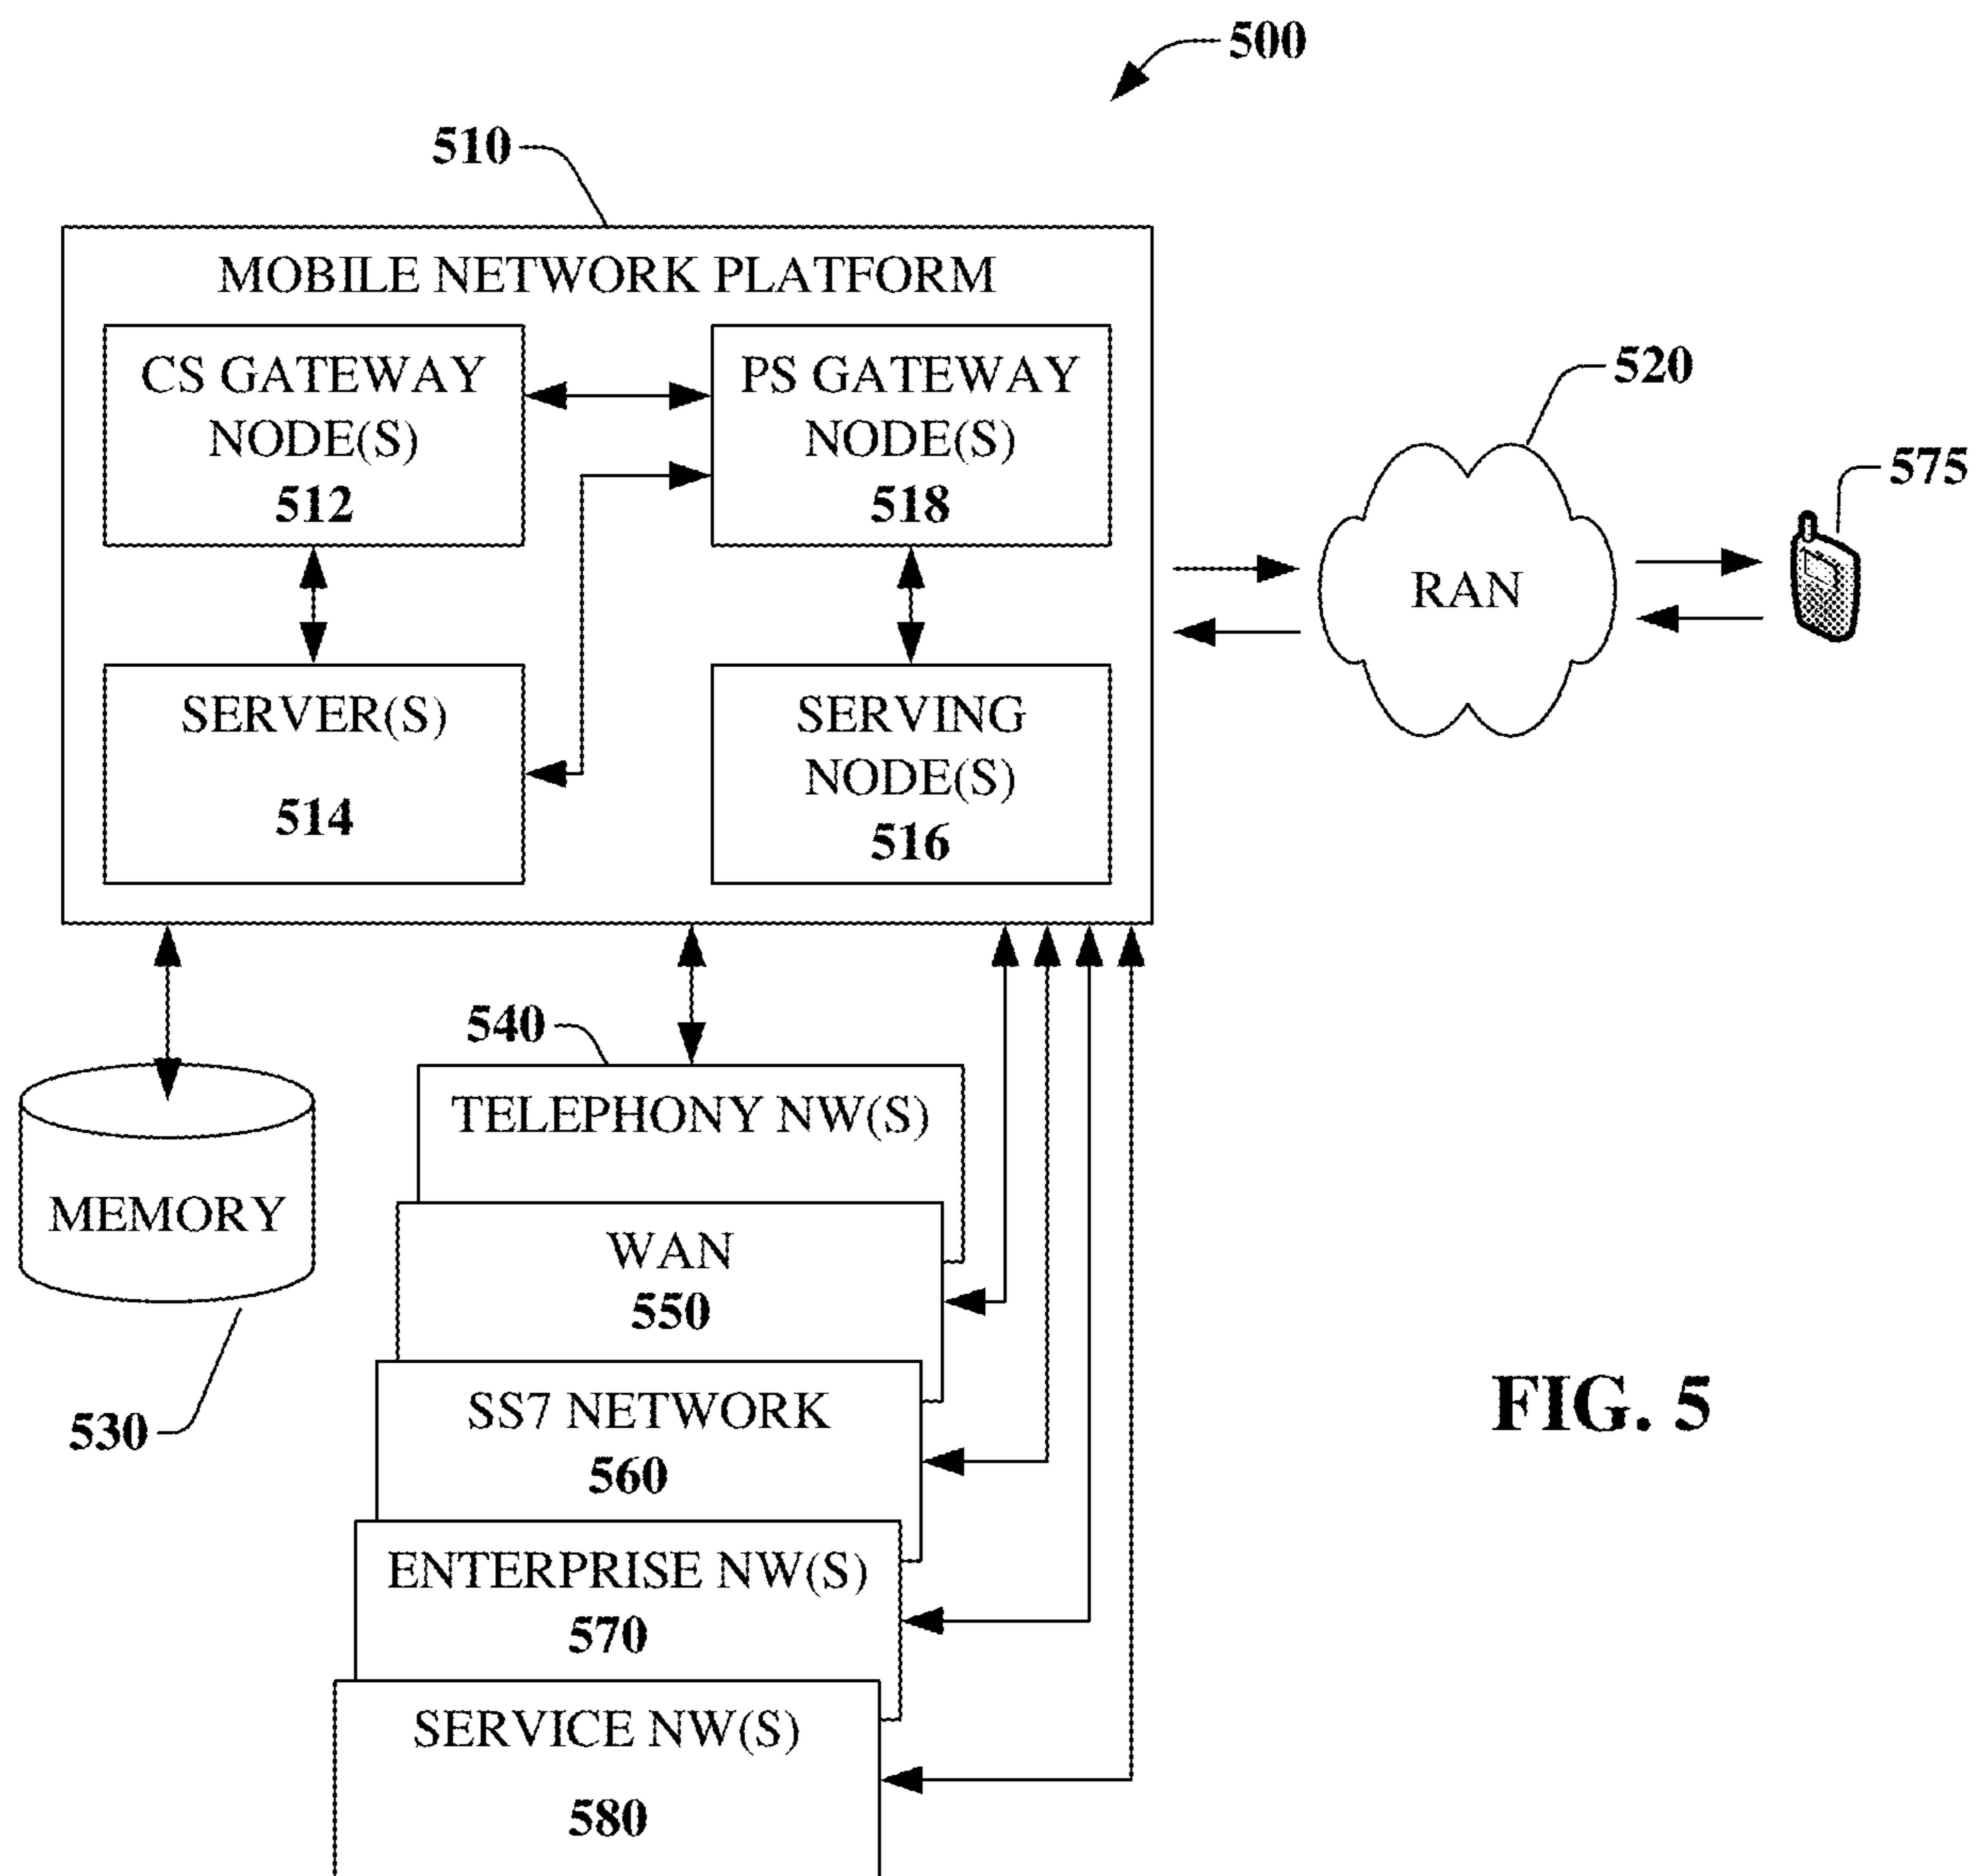 500
510
MOBILE NETWORK PLATFORM
CS GATEWAY
NODE(S)
512
PS GATEWAY
NODE(S)
518
SERVER(S)
514
SERVING
NODE(S)
516
520
RAN
575
540
TELEPHONY NW(S)
MEMORY
530
WAN
550
SS7 NETWORK
560
ENTERPRISE NW(S)
570
SERVICE NW(S)
580
FIG. 5